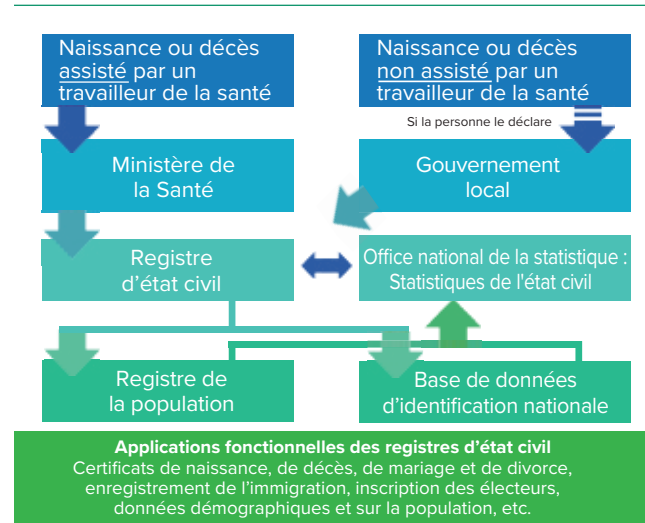 Naissance ou décès
assisté par un
travailleur de la santé
Naissance ou décès
non assisté par un
travailleur de la santé
Si la personne le déclare
Ministère de
la Santé
Gouvernement
local
Registre
d'état civil
Office national de la statistique :
Statistiques de l'état civil
Registre de
la population
Base de données
d'identification nationale
Applications fonctionnelles des registres d'état civil
Certificats de naissance, de décès, de mariage et de divorce,
enregistrement de l'immigration, inscription des électeurs,
données démographiques et sur la population, etc.